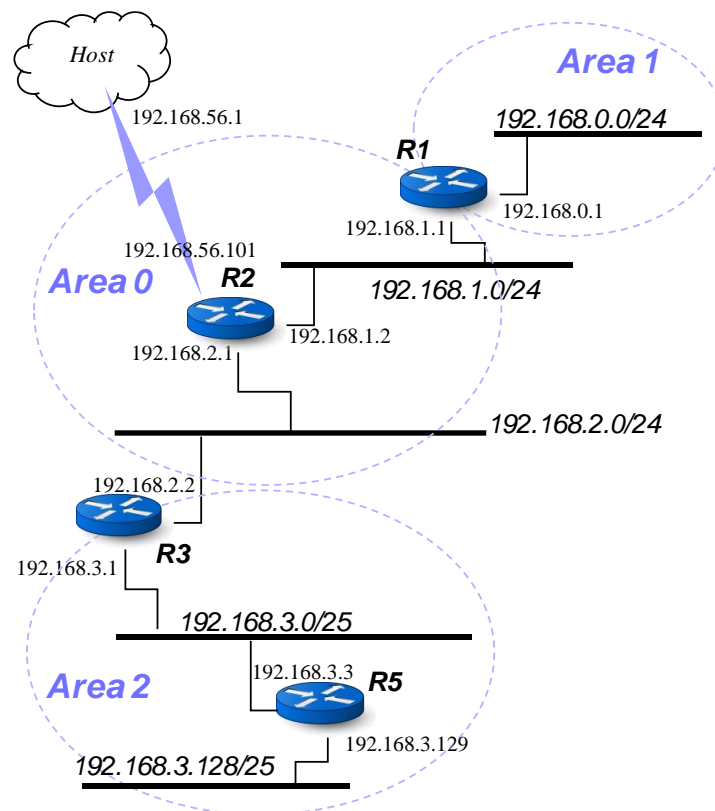 Host
192.168.56.1
Area 1
192.168.0.0/24
R1
192.168.0.1
192.168.1.1
192.168.56.101
Area 0
R2
192.168.1.0/24
192.168.1.2
192.168.2.1
192.168.2.0/24
192.168.2.2
R3
192.168.3.1
192.168.3.0/25
192.168.3.3
R5
Area 2
192.168.3.129
192.168.3.128/25